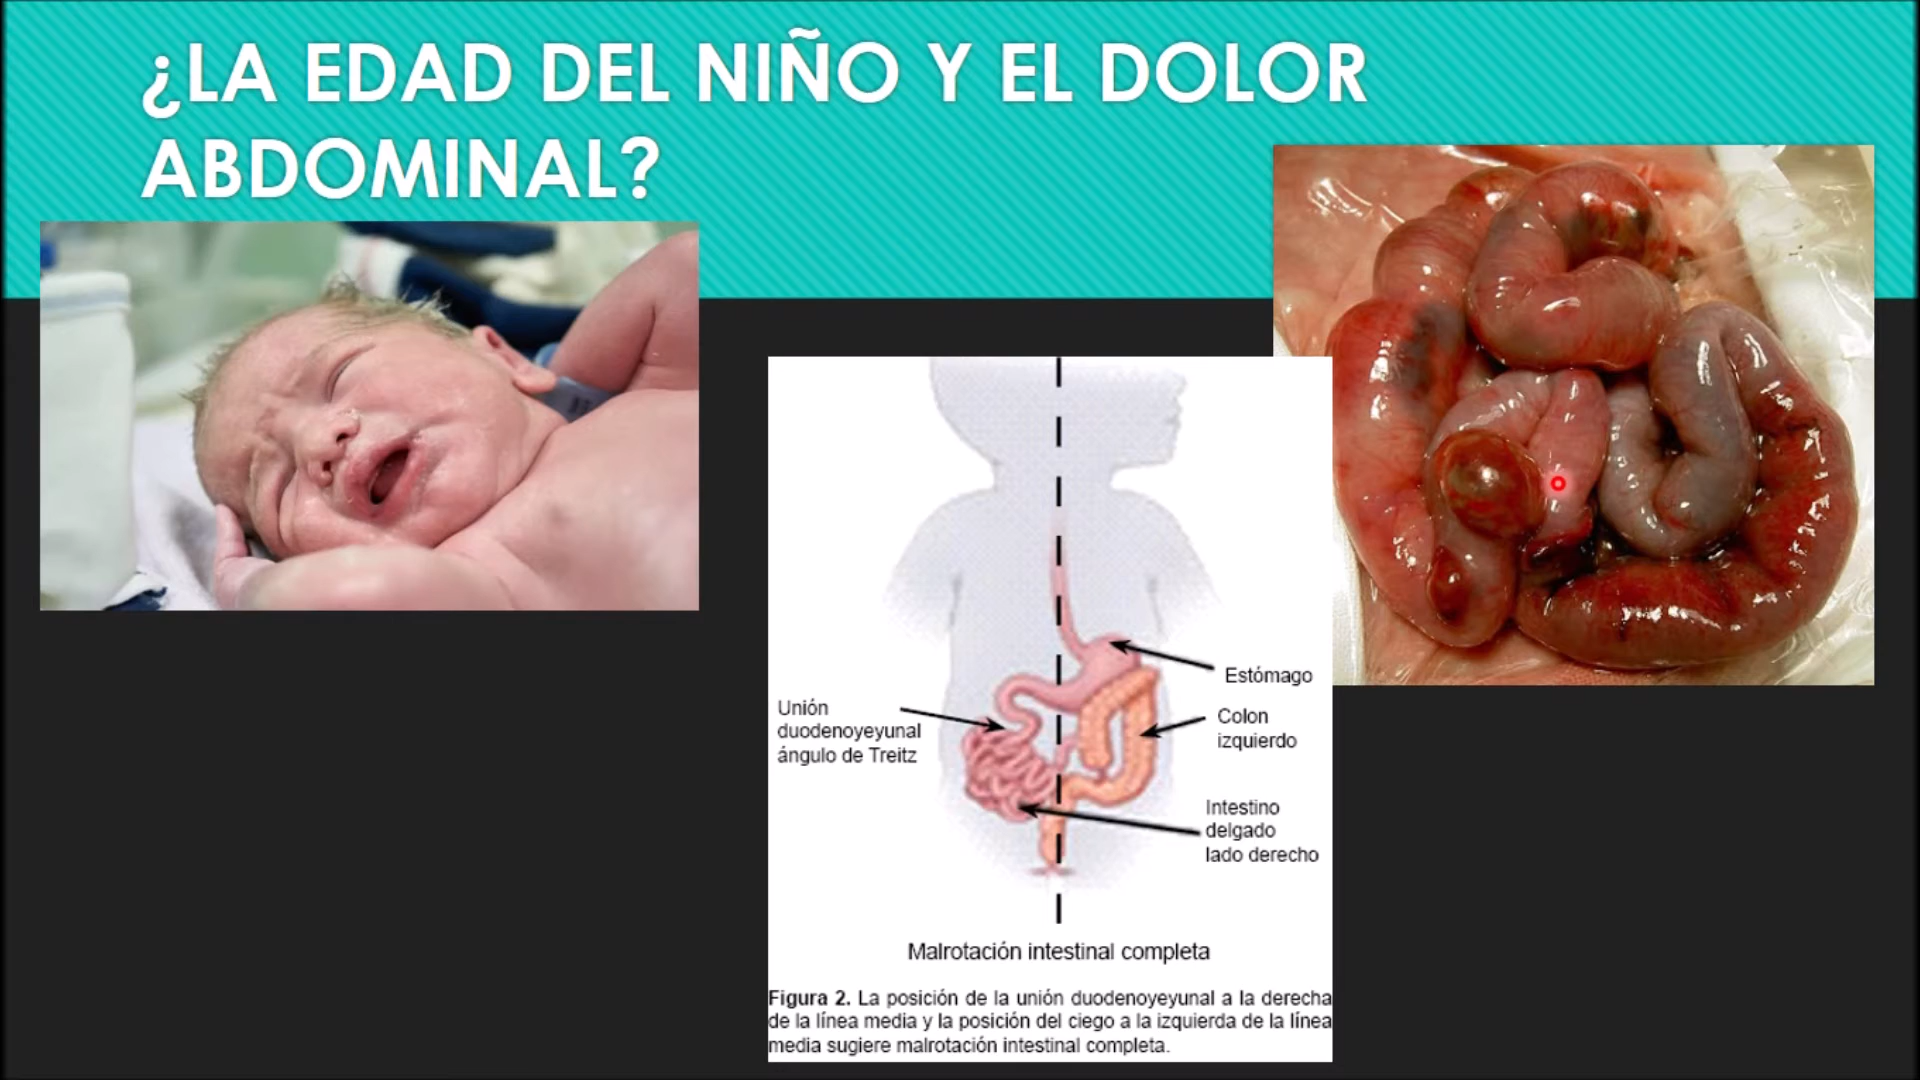 ¿LA EDAD DEL NIÑO Y EL DOLOR
ABDOMINAL?
Estómago
Unión
duodenoyeyunal
ángulo de Treitz
Colon
izquierdo
Intestino
delgado
lado derecho
Malrotación intestinal completa
Figura 2. La posición de la unión duodenoyeyunal a la derecha
de la línea media y la posición del ciego a la izquierda de la línea
media sugiere malrotación intestinal completa.